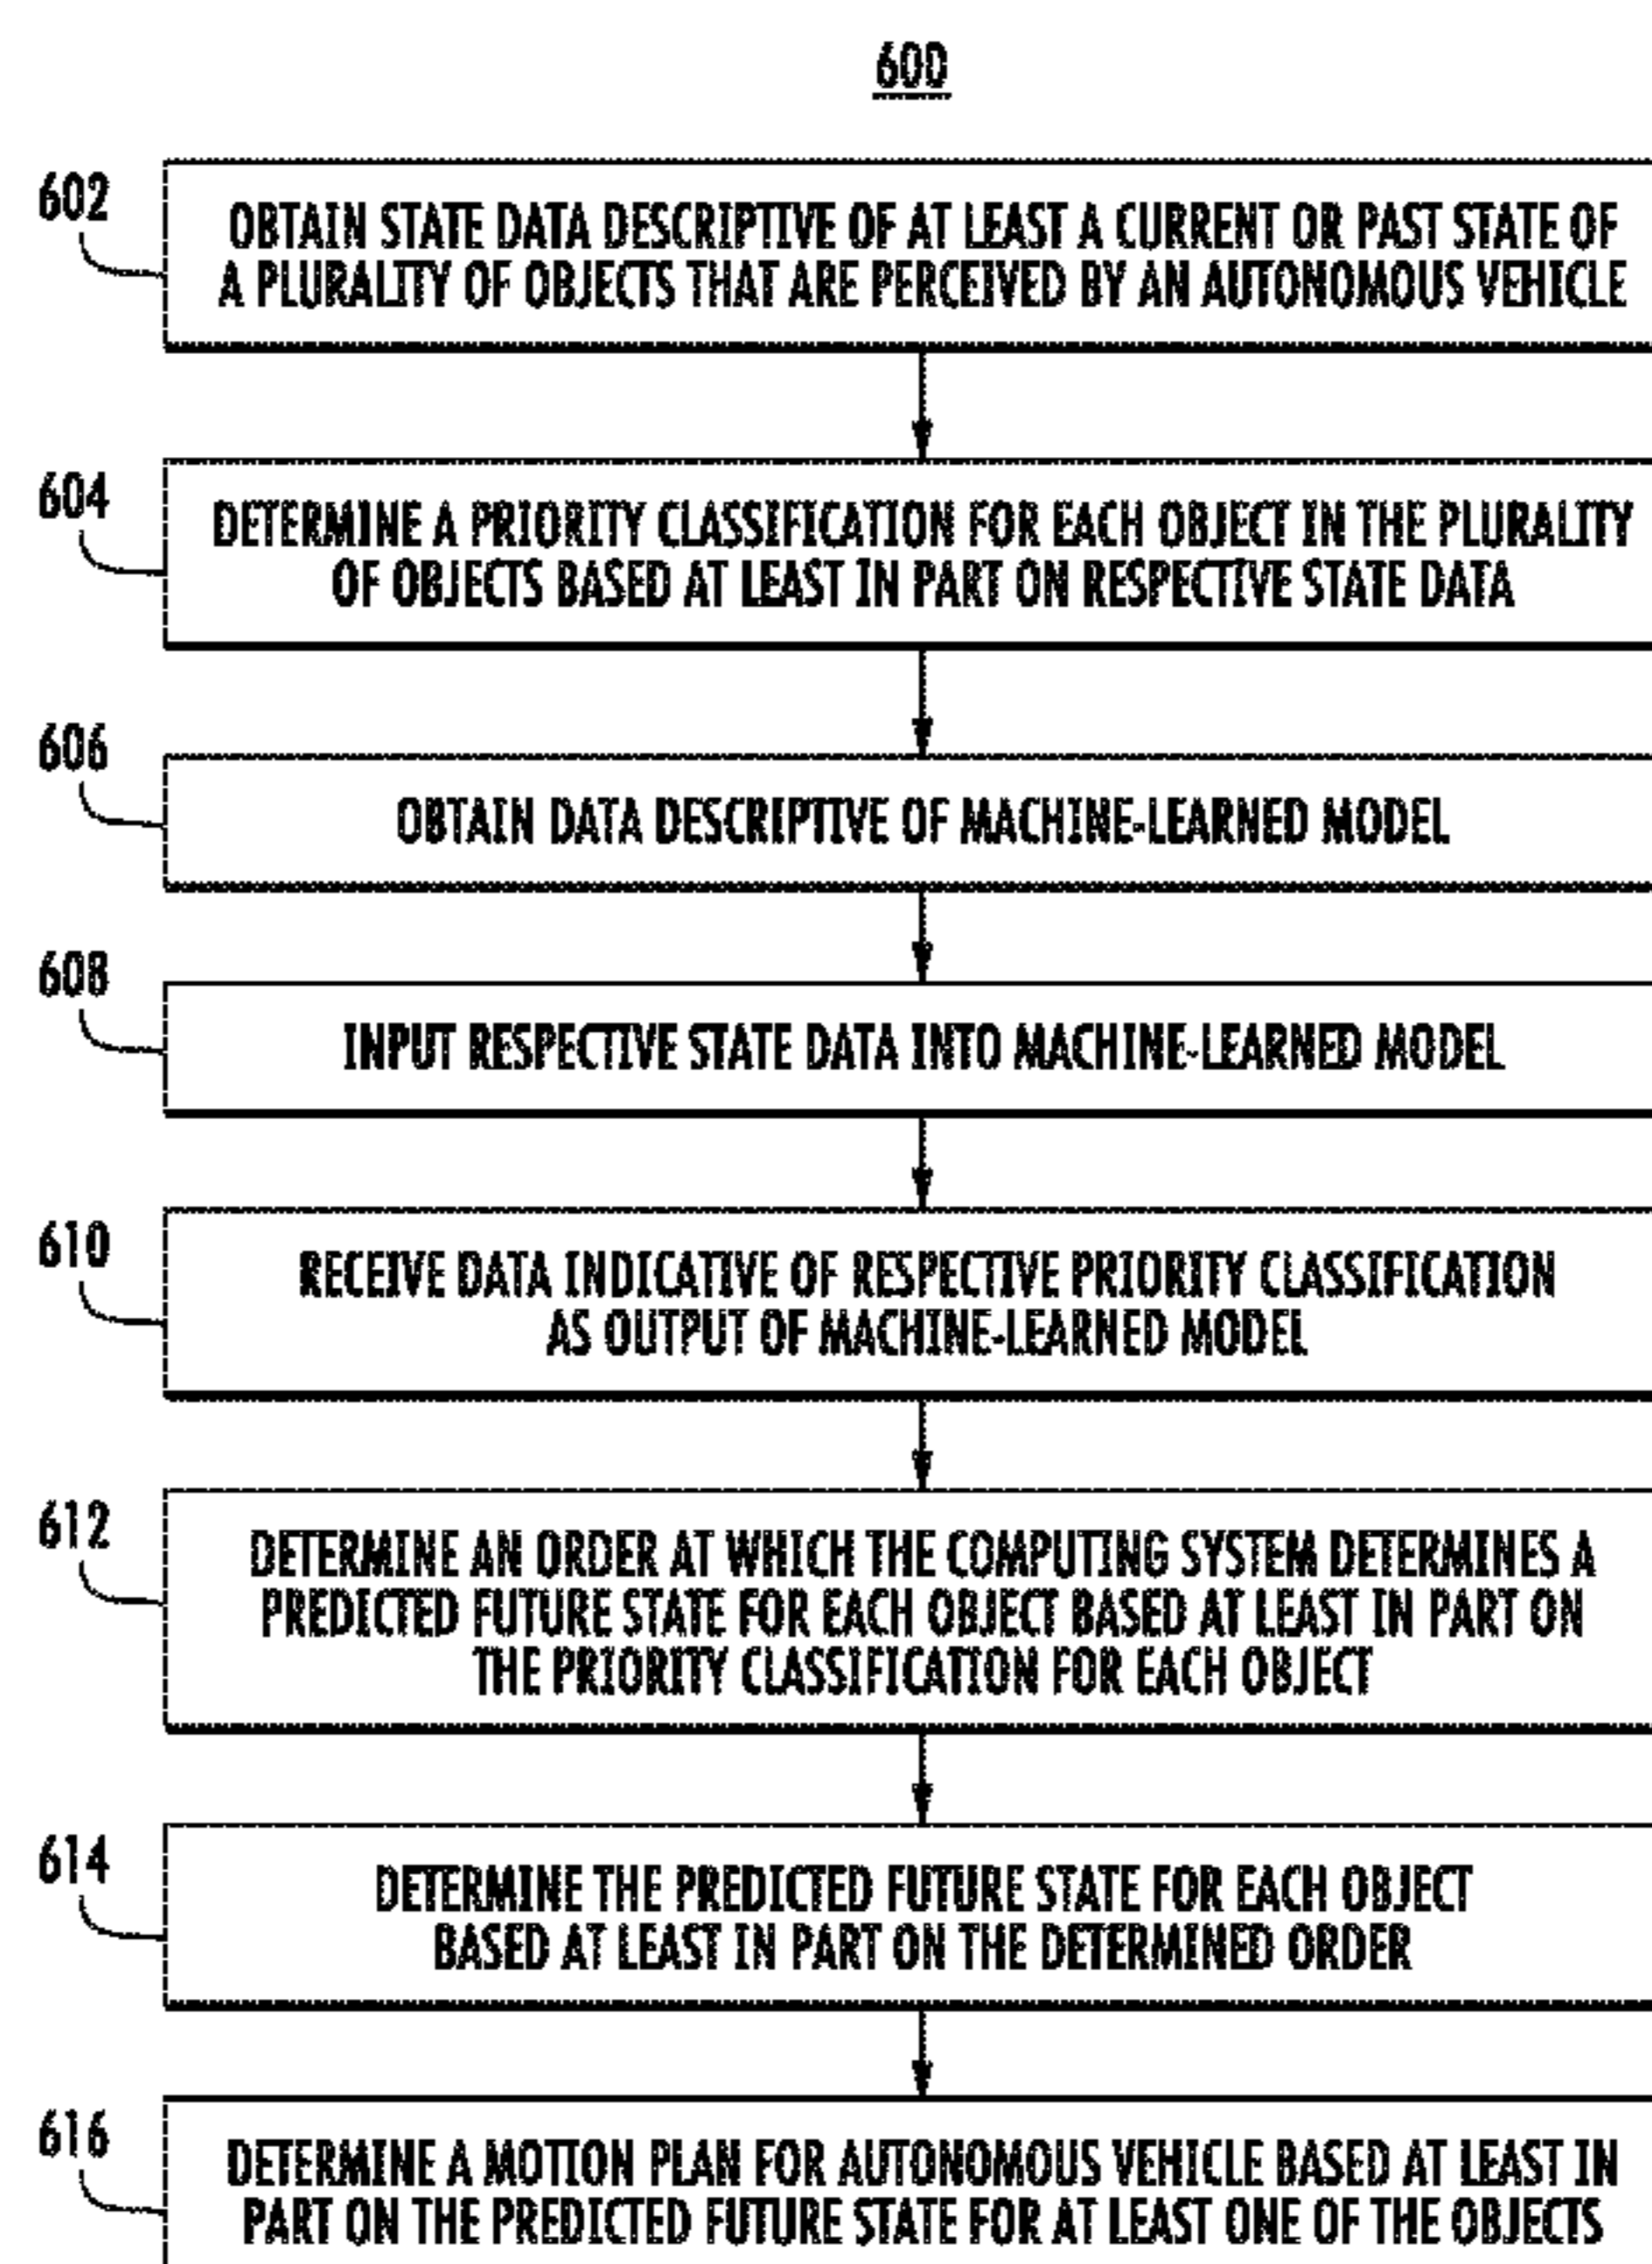 600
602
OBTAIN STATE DATA DESCRIPTIVE OF AT LEAST A CURRENT OR PAST STATE OF
A PLURALITY OF OBJECTS THAT ARE PERCEIVED BY AN AUTONOMOUS VEHICLE
604
DETERMINE A PRIORITY CLASSIFICATION FOR EACH OBJECT IN THE PLURALITY
OF OBJECTS BASED AT LEAST IN PART ON RESPECTIVE STATE DATA
606
OBTAIN DATA DESCRIPTIVE OF MACHINE-LEARNED MODEL
608
INPUT RESPECTIVE STATE DATA INTO MACHINE-LEARNED MODEL
610
RECEIVE DATA INDICATIVE OF RESPECTIVE PRIORITY CLASSIFICATION
AS OUTPUT OF MACHINE-LEARNED MODEL
612
DETERMINE AN ORDER AT WHICH THE COMPUTING SYSTEM DETERMINES A
PREDICTED FUTURE STATE FOR EACH OBJECT BASED AT LEAST IN PART ON
THE PRIORITY CLASSIFICATION FOR EACH OBJECT
614
DETERMINE THE PREDICTED FUTURE STATE FOR EACH OBJECT
BASED AT LEAST IN PART ON THE DETERMINED ORDER
616
DETERMINE A MOTION PLAN FOR AUTONOMOUS VEHICLE BASED AT LEAST IN
PART ON THE PREDICTED FUTURE STATE FOR AT LEAST ONE OF THE OBJECTS